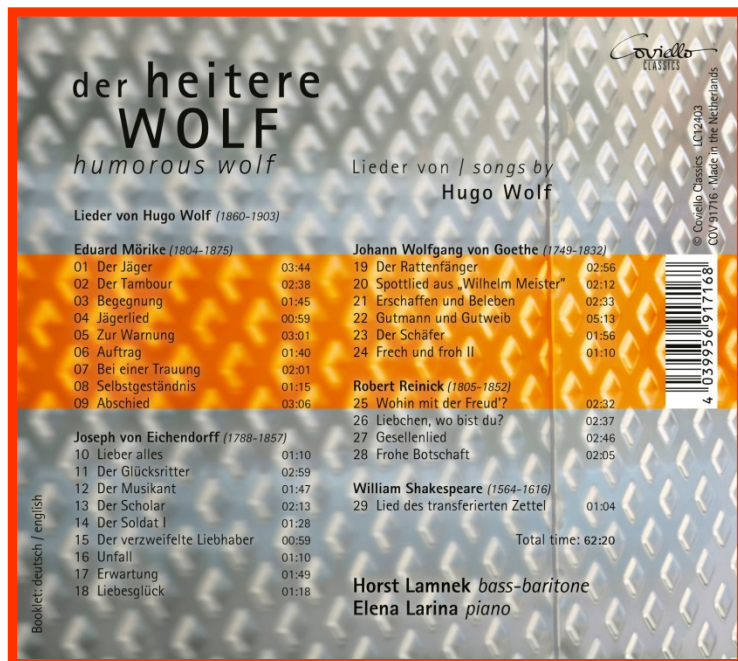 der heitere
WOLF
humorous wolf
Coviello
CLASSICS
Lieder von / songs by
Hugo Wolf
Lieder von Hugo Wolf (1860-1903)
Eduard Mörike (1804-1875)
01 Der Jäger 03:44
02 Der Tambour 02:38
03 Begegnung 01:45
04 Jägerlied 00:59
05 Zur Warnung 03:01
06 Auftrag 01:40
07 Bei einer Trauung 02:01
08 Selbstgeständnis 01:15
09 Abschied 03:06
Joseph von Eichendorff (1788-1857)
10 Lieber alles 01:10
11 Der Glücksritter 02:59
12 Der Musikant 01:47
13 Der Scholar 02:13
14 Der Soldat I 01:28
15 Der verzweifelte Liebhaber 00:59
16 Unfall 01:10
17 Erwartung 01:49
18 Liebesglück 01:18
Johann Wolfgang von Goethe (1749-1832)
19 Der Rattenfänger 02:56
20 Spottlied aus „Wilhelm Meister" 02:12
21 Erschaffen und Beleben 02:33
22 Gutmann und Gutweib 05:13
23 Der Schäfer 01:56
24 Frech und froh II 01:10
Robert Reinick (1805-1852)
25 Wohin mit der Freud'? 02:32
26 Liebchen, wo bist du? 02:37
27 Gesellenlied 02:46
28 Frohe Botschaft 02:05
William Shakespeare (1564-1616)
29 Lied des transferierten Zettel 01:04
Total time: 62:20
Horst Lamnek bass-baritone
Elena Larina piano
Booklet: deutsch / english
© Coviello Classics · LC12403
COV 91716 · Made in the Netherlands
4 039956 917168